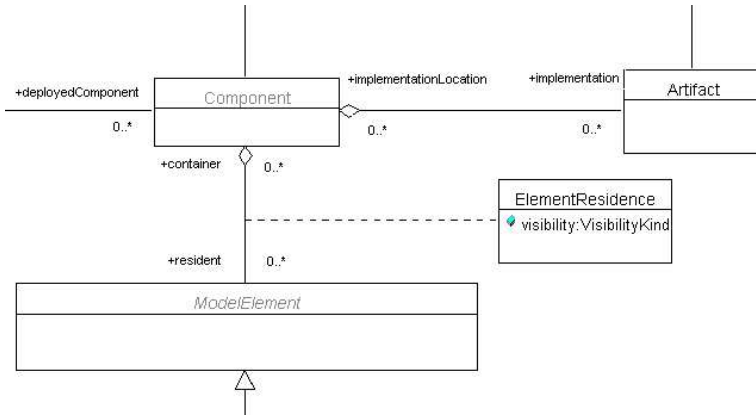 +implementationLocation
+implementation
+deployedComponent
Component
Artifact
0..*
0..*
0..*
+container
0..*
ElementResidence
visibility:VisibilityKind
+resident
0..*
ModelElement